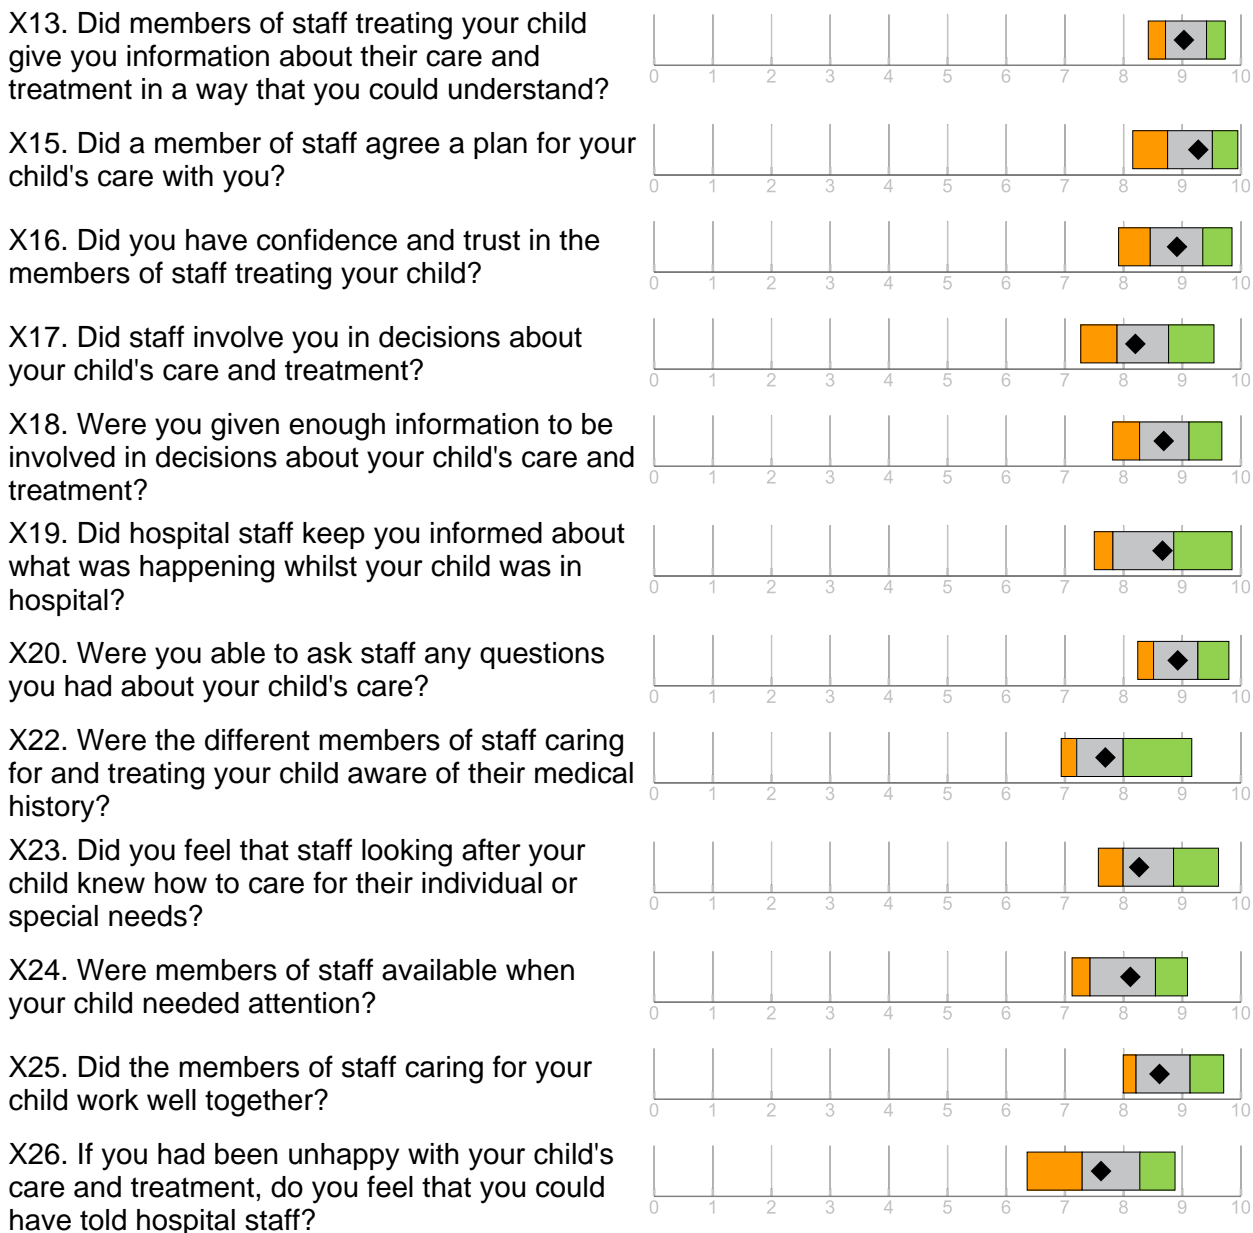 X13. Did members of staff treating your child
give you information about their care and
treatment in a way that you could understand?
0 1 2 3 4 5 6 7 8 9 10
X15. Did a member of staff agree a plan for your
child's care with you?
0 1 2 3 4 5 6 7 8 9 10
X16. Did you have confidence and trust in the
members of staff treating your child?
0 1 2 3 4 5 6 7 8 9 10
X17. Did staff involve you in decisions about
your child's care and treatment?
0 1 2 3 4 5 6 7 8 9 10
X18. Were you given enough information to be
involved in decisions about your child's care and
treatment?
0 1 2 3 4 5 6 7 8 9 10
X19. Did hospital staff keep you informed about
what was happening whilst your child was in
hospital?
0 1 2 3 4 5 6 7 8 9 10
X20. Were you able to ask staff any questions
you had about your child's care?
0 1 2 3 4 5 6 7 8 9 10
X22. Were the different members of staff caring
for and treating your child aware of their medical
history?
0 1 2 3 4 5 6 7 8 9 10
X23. Did you feel that staff looking after your
child knew how to care for their individual or
special needs?
0 1 2 3 4 5 6 7 8 9 10
X24. Were members of staff available when
your child needed attention?
0 1 2 3 4 5 6 7 8 9 10
X25. Did the members of staff caring for your
child work well together?
0 1 2 3 4 5 6 7 8 9 10
X26. If you had been unhappy with your child's
care and treatment, do you feel that you could
have told hospital staff?
0 1 2 3 4 5 6 7 8 9 10